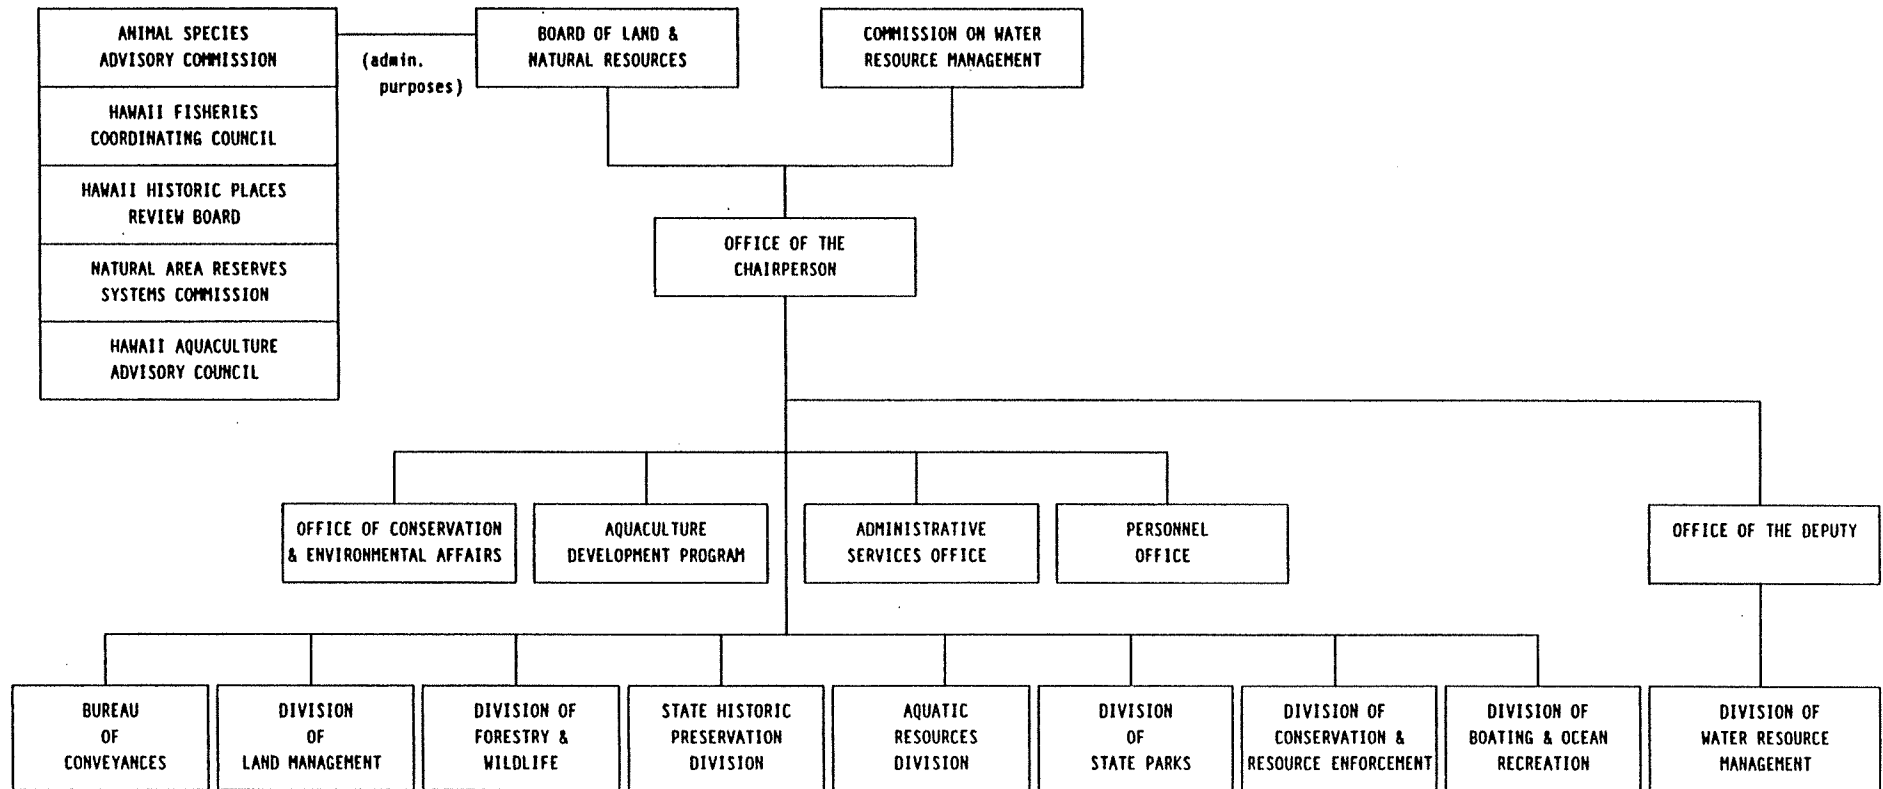 ANIMAL SPECIES
ADVISORY COMMISSION
(admin.
purposes)
BOARD OF LAND &
NATURAL RESOURCES
COMMISSION ON WATER
RESOURCE MANAGEMENT
HAWAII FISHERIES
COORDINATING COUNCIL
HAWAII HISTORIC PLACES
REVIEW BOARD
NATURAL AREA RESERVES
SYSTEMS COMMISSION
HAWAII AQUACULTURE
ADVISORY COUNCIL
OFFICE OF THE
CHAIRPERSON
OFFICE OF CONSERVATION
& ENVIRONMENTAL AFFAIRS
AQUACULTURE
DEVELOPMENT PROGRAM
ADMINISTRATIVE
SERVICES OFFICE
PERSONNEL
OFFICE
OFFICE OF THE DEPUTY
BUREAU
OF
CONVEYANCES
DIVISION
OF
LAND MANAGEMENT
DIVISION OF
FORESTRY &
WILDLIFE
STATE HISTORIC
PRESERVATION
DIVISION
AQUATIC
RESOURCES
DIVISION
DIVISION
OF
STATE PARKS
DIVISION OF
CONSERVATION &
RESOURCE ENFORCEMENT
DIVISION OF
BOATING & OCEAN
RECREATION
DIVISION OF
WATER RESOURCE
MANAGEMENT